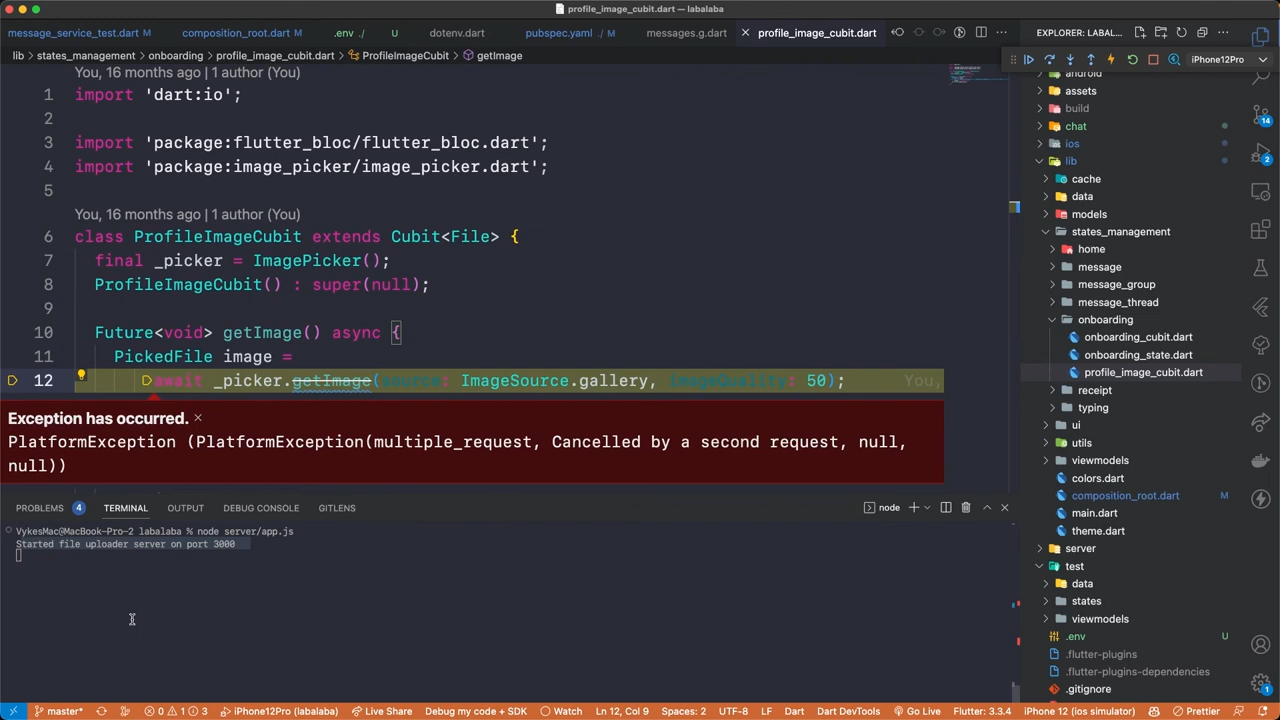 profile_image_cubit.dart — labalaba
message_service_test.dart M
composition_root.dart M
.env ./ U
dotenv.dart
pubspec.yaml ./ M
messages.g.dart
profile_image_cubit.dart
EXPLORER: LABAL...
lib > states_management > onboarding > profile_image_cubit.dart > ProfileImageCubit > getImage
iPhone12Pro
You, 16 months ago | 1 author (You)
1 import 'dart:io';
2
3 import 'package:flutter_bloc/flutter_bloc.dart';
4 import 'package:image_picker/image_picker.dart';
5
You, 16 months ago | 1 author (You)
6 class ProfileImageCubit extends Cubit<File> {
7 final _picker = ImagePicker();
8 ProfileImageCubit() : super(null);
9
10 Future<void> getImage() async {
11 PickedFile image =
12 await _picker.getImage(source: ImageSource.gallery, imageQuality: 50); You,
Exception has occurred. ×
PlatformException (PlatformException(multiple_request, Cancelled by a second request, null,
null))
PROBLEMS 4 TERMINAL OUTPUT DEBUG CONSOLE GITLENS
node
VykesMac@MacBook-Pro-2 labalaba % node server/app.js
Started file uploader server on port 3000
android
assets
build
chat
ios
lib
cache
data
models
states_management
home
message
message_group
message_thread
onboarding
onboarding_cubit.dart
onboarding_state.dart
profile_image_cubit.dart
receipt
typing
ui
utils
viewmodels
colors.dart
composition_root.dart M
main.dart
theme.dart
server
test
data
states
viewmodels
.env U
.flutter-plugins
.flutter-plugins-dependencies
.gitignore
14
2
1
master* 0 1 3 iPhone12Pro (labalaba) Live Share Debug my code + SDK Watch Ln 12, Col 9 Spaces: 2 UTF-8 LF Dart Dart DevTools Go Live Flutter: 3.3.4 iPhone 12 (ios simulator) Prettier